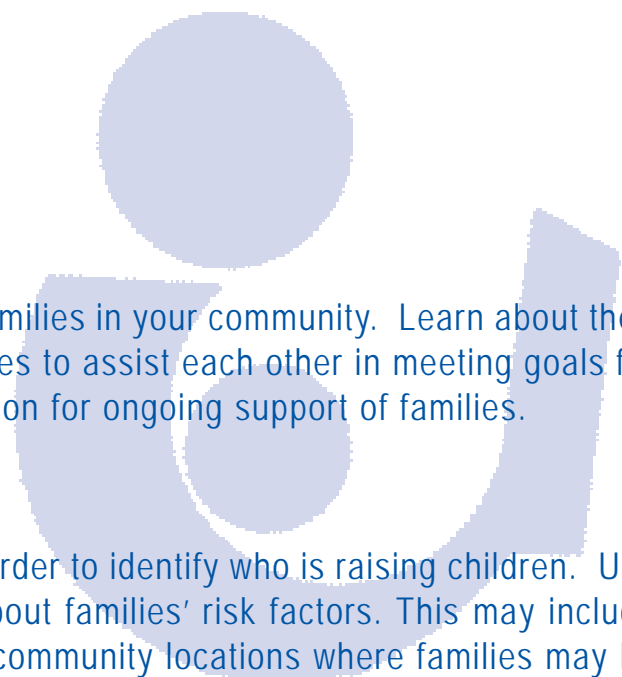 milies in your community. Learn about the
es to assist each other in meeting goals f
on for ongoing support of families.
rder to identify who is raising children. U
bout families' risk factors. This may inclu
community locations where families may